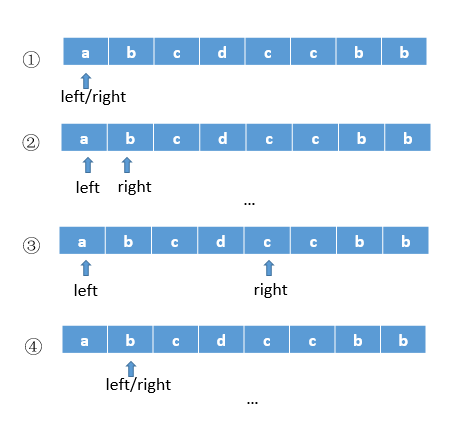 ① a b c d c c b b
left/right
② a b c d c c b b
left right
...
③ a b c d c c b b
left right
④ a b c d c c b b
left/right
...